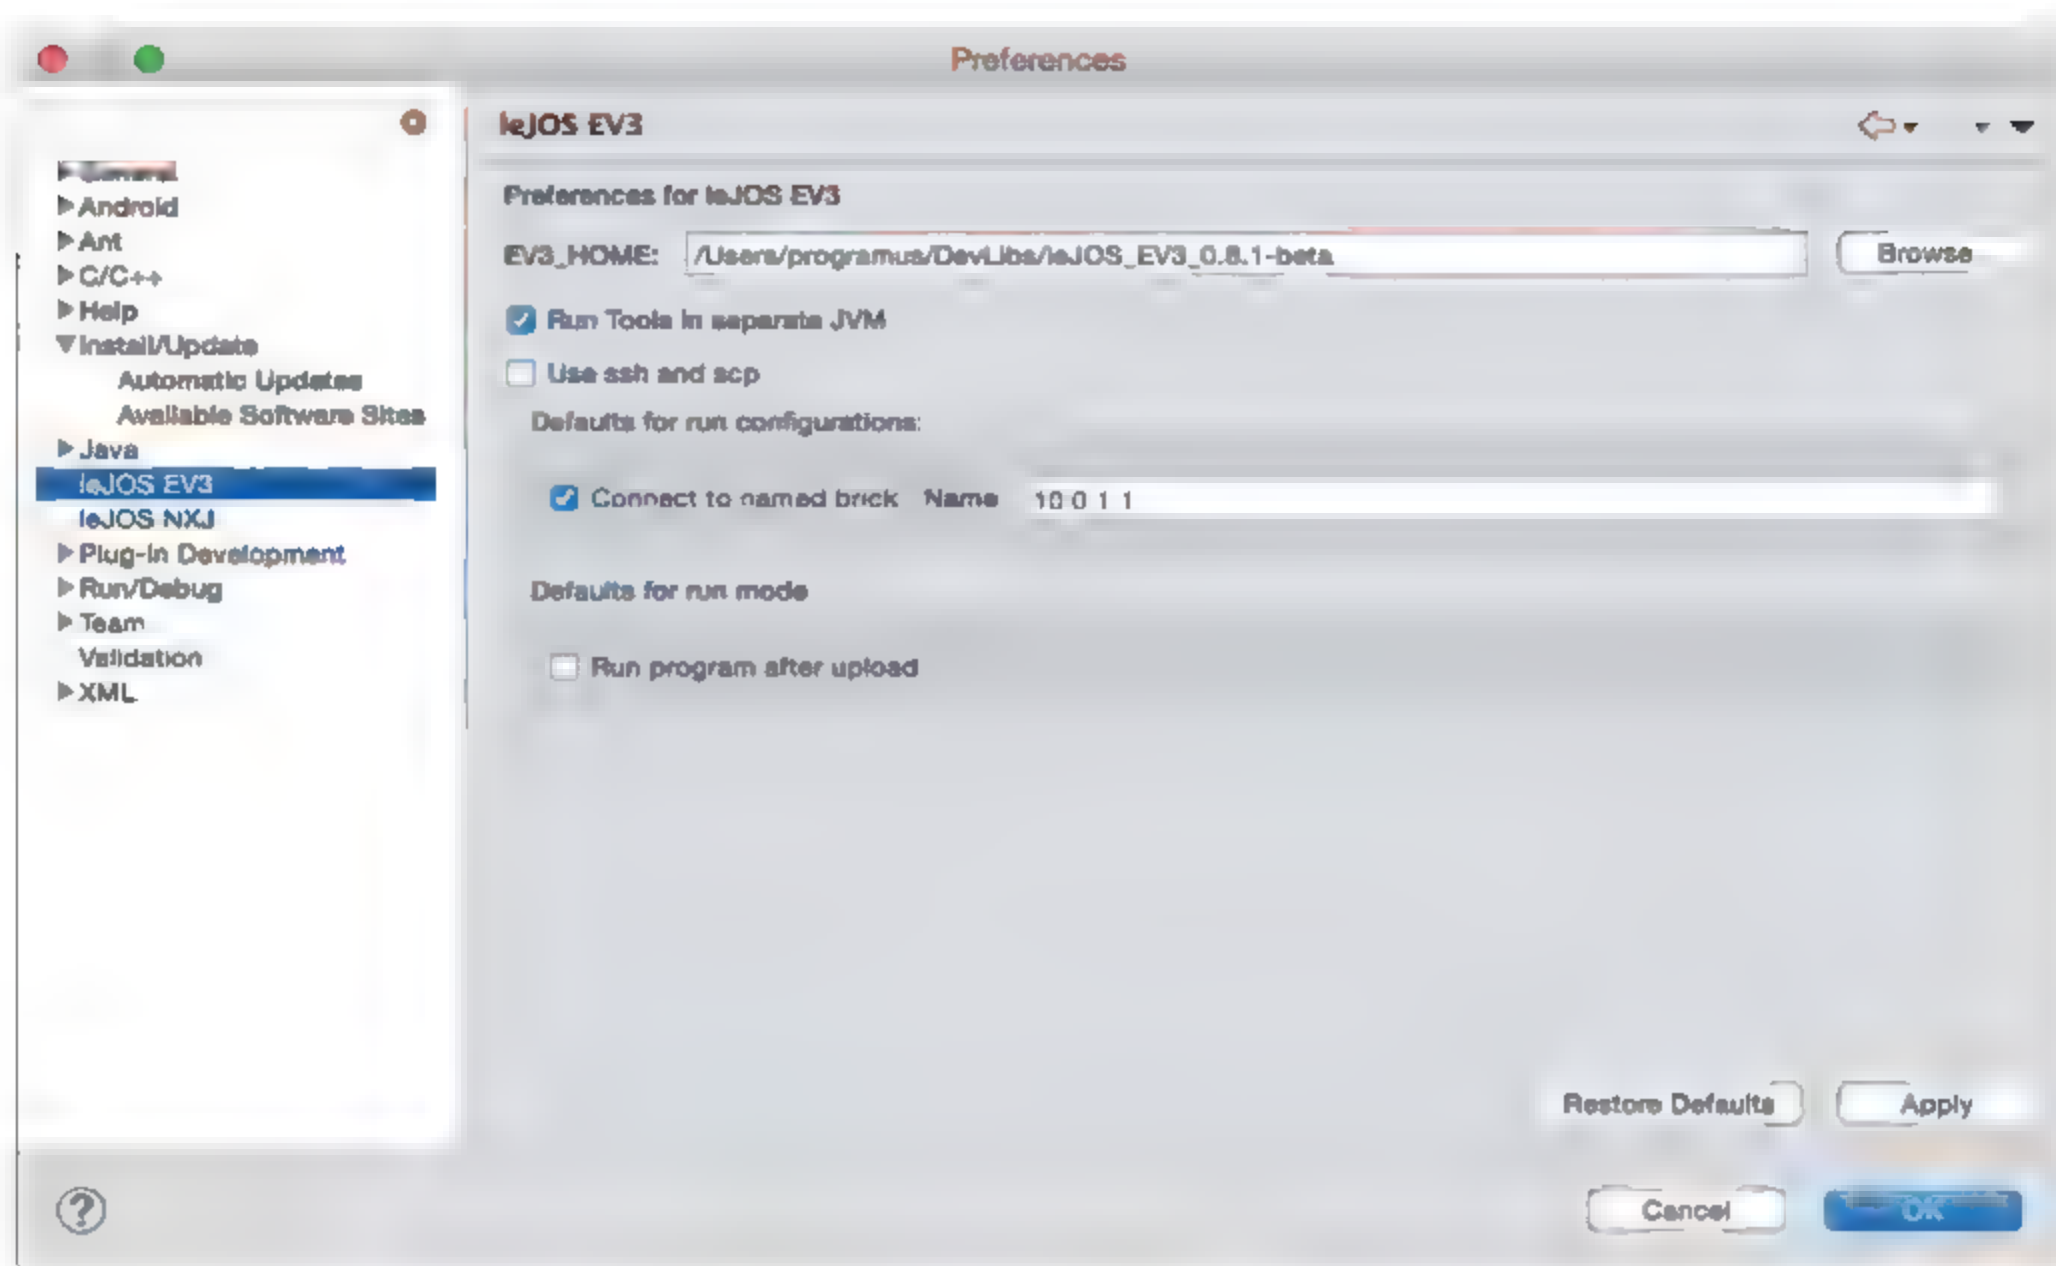 Preferences
leJOS EV3
General
Android
Ant
C/C++
Help
Install/Update
Automatic Updates
Available Software Sites
Java
leJOS EV3
leJOS NXJ
Plug-in Development
Run/Debug
Team
Validation
XML
Preferences for leJOS EV3
EV3_HOME: /Users/programus/DevLibs/leJOS_EV3_0.8.1-beta Browse
Run Tools in separate JVM
Use ssh and scp
Defaults for run configurations:
Connect to named brick Name 10 0 1 1
Defaults for run mode
Run program after upload
Restore Defaults Apply
Cancel OK